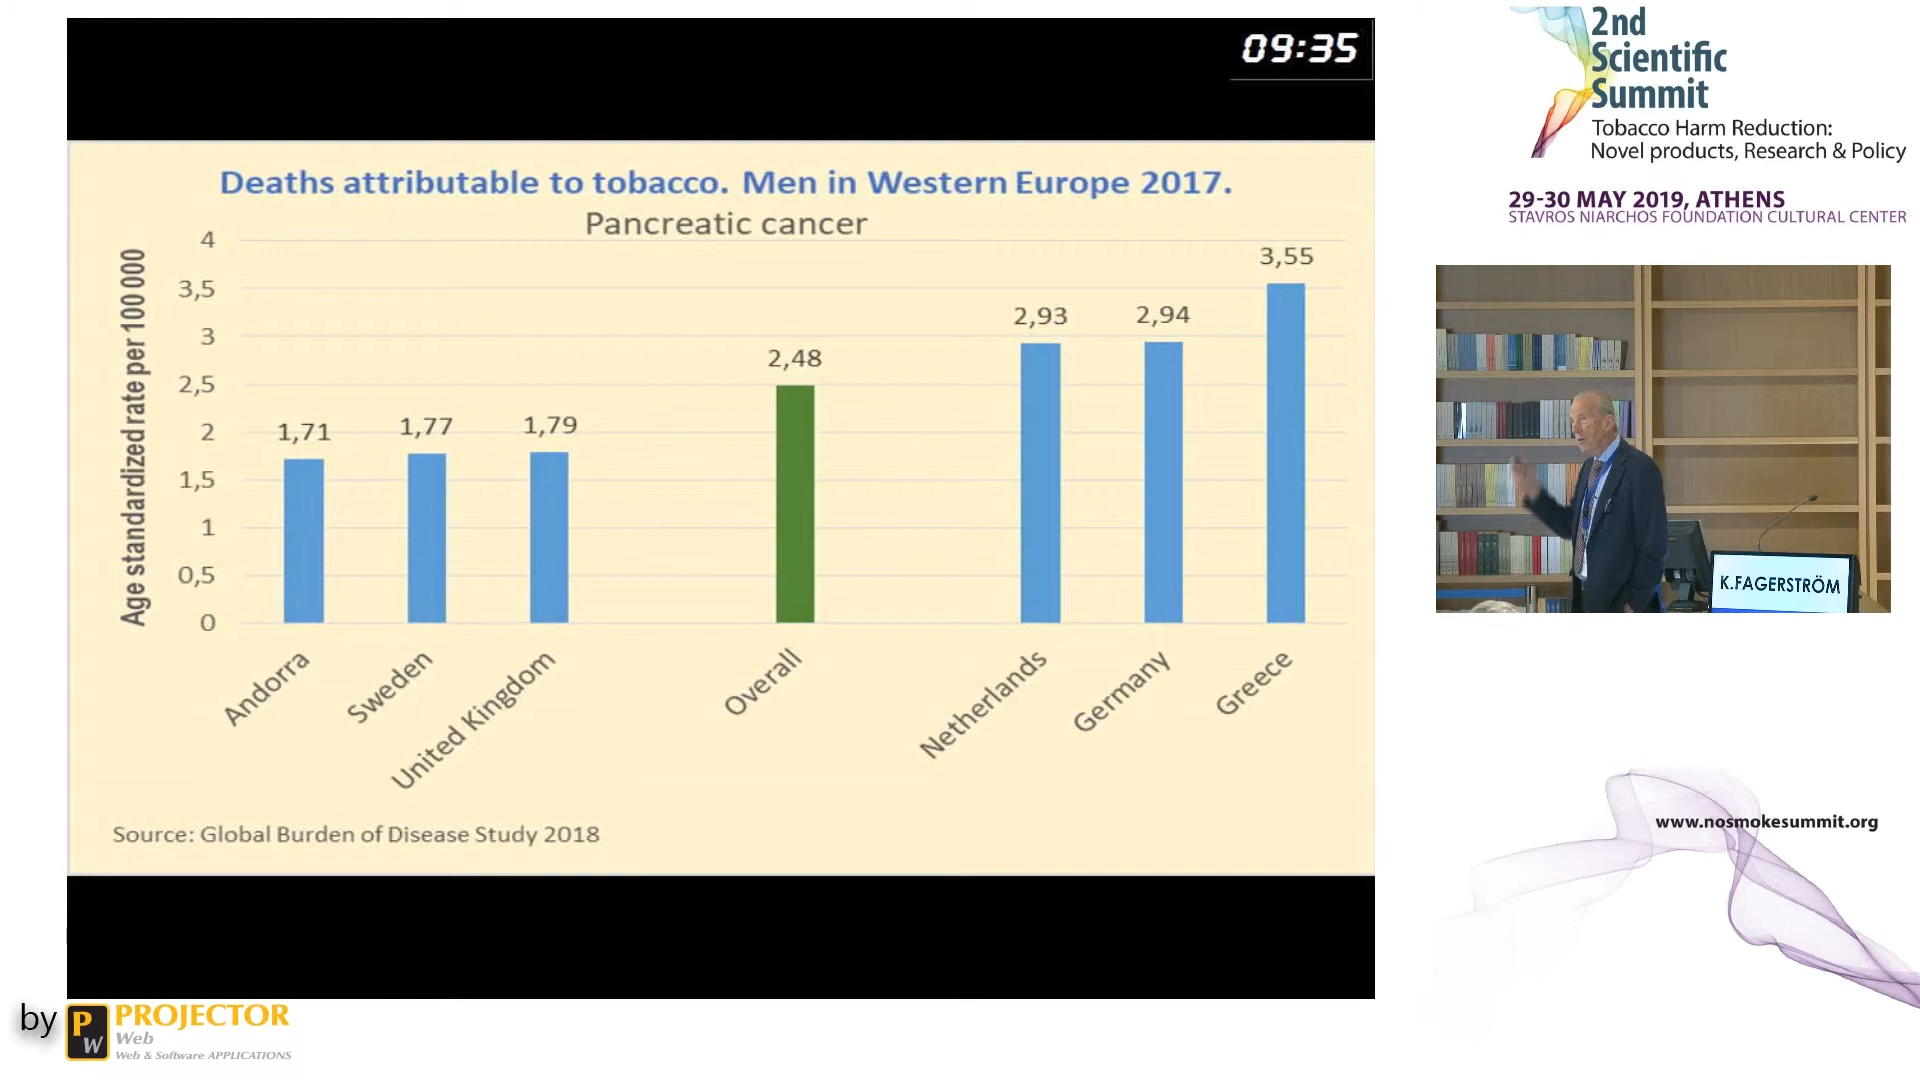 09:35
Deaths attributable to tobacco. Men in Western Europe 2017.
Pancreatic cancer
Age standardized rate per 100 000
4
3,5
3
2,5
2
1,5
1
0,5
0
1,71
1,77
1,79
2,48
2,93
2,94
3,55
Andorra
Sweden
United Kingdom
Overall
Netherlands
Germany
Greece
Source: Global Burden of Disease Study 2018
2nd
Scientific
Summit
Tobacco Harm Reduction:
Novel products, Research & Policy
29-30 MAY 2019, ATHENS
STAVROS NIARCHOS FOUNDATION CULTURAL CENTER
K.FAGERSTRÖM
www.nosmokesummit.org
by
PW
PROJECTOR
Web
Web & Software APPLICATIONS